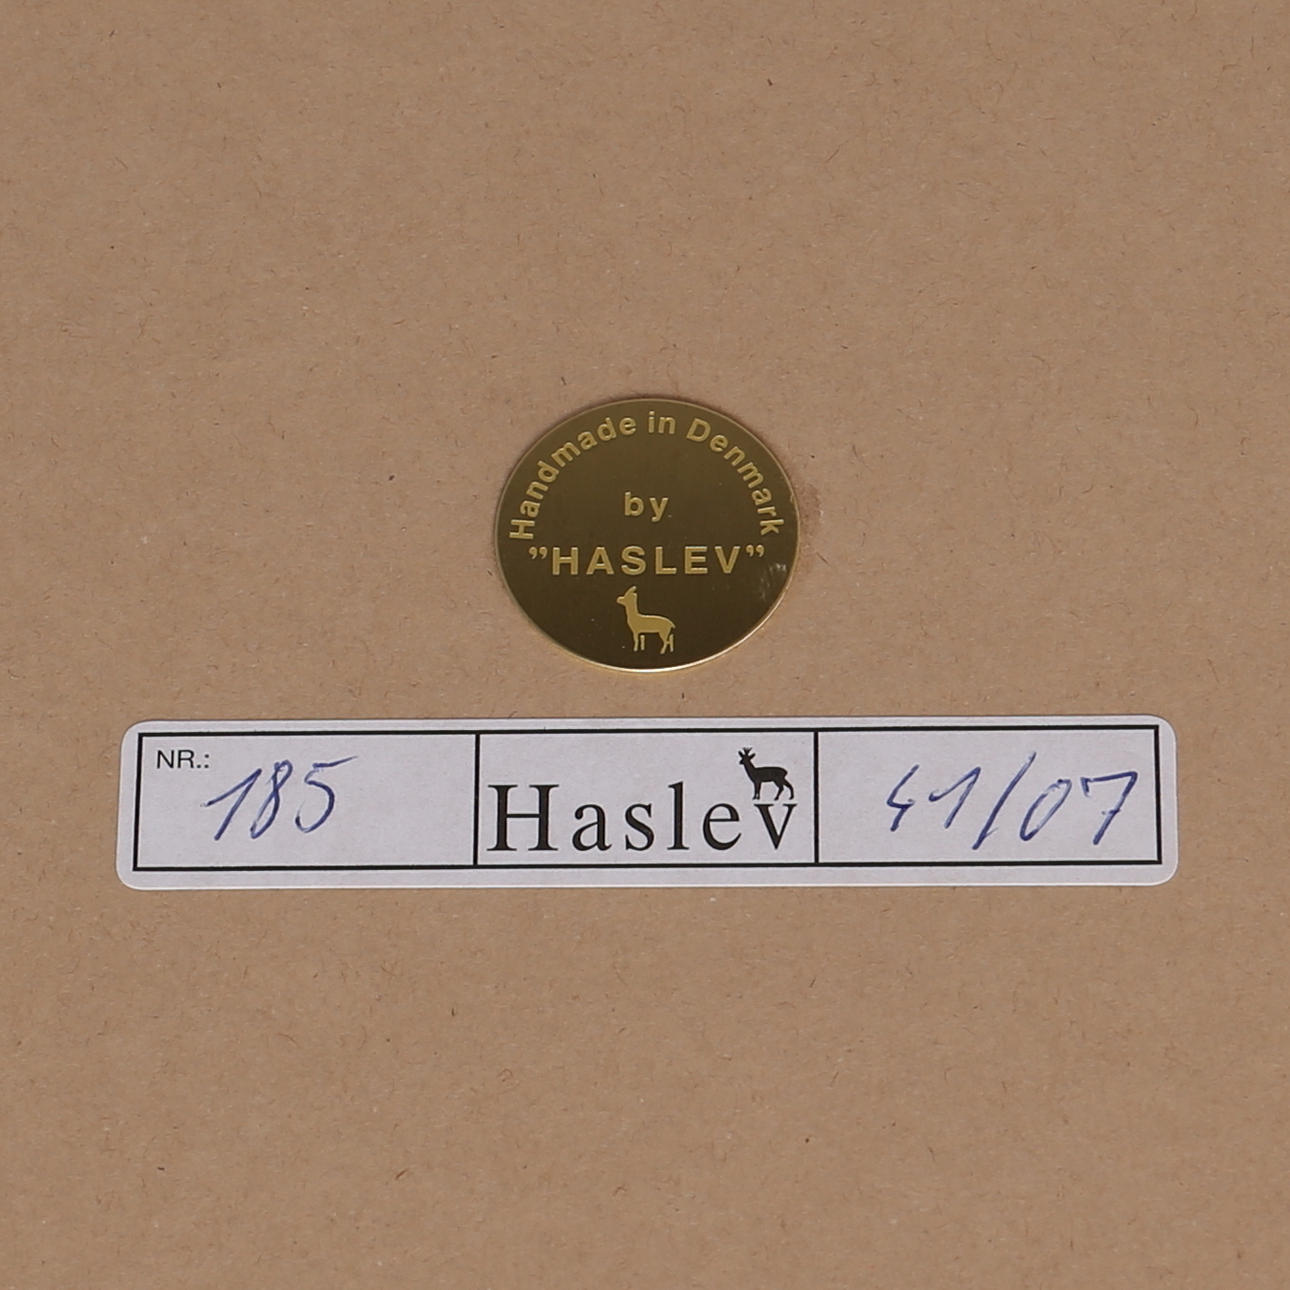 Handmade in Denmark
by
"HASLEV"
NR.: 185
Haslev
41/07